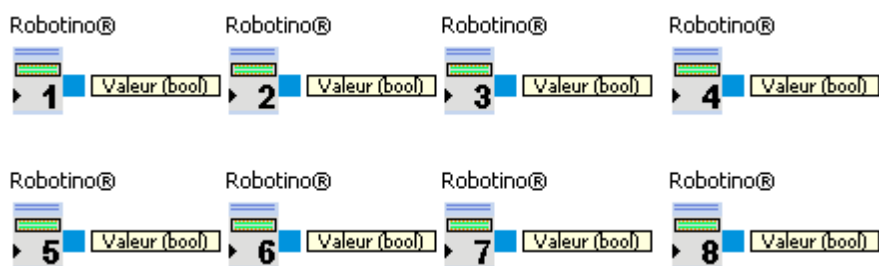 Robotino® Robotino® Robotino® Robotino®
1 Valeur (bool) 2 Valeur (bool) 3 Valeur (bool) 4 Valeur (bool)
Robotino® Robotino® Robotino® Robotino®
5 Valeur (bool) 6 Valeur (bool) 7 Valeur (bool) 8 Valeur (bool)